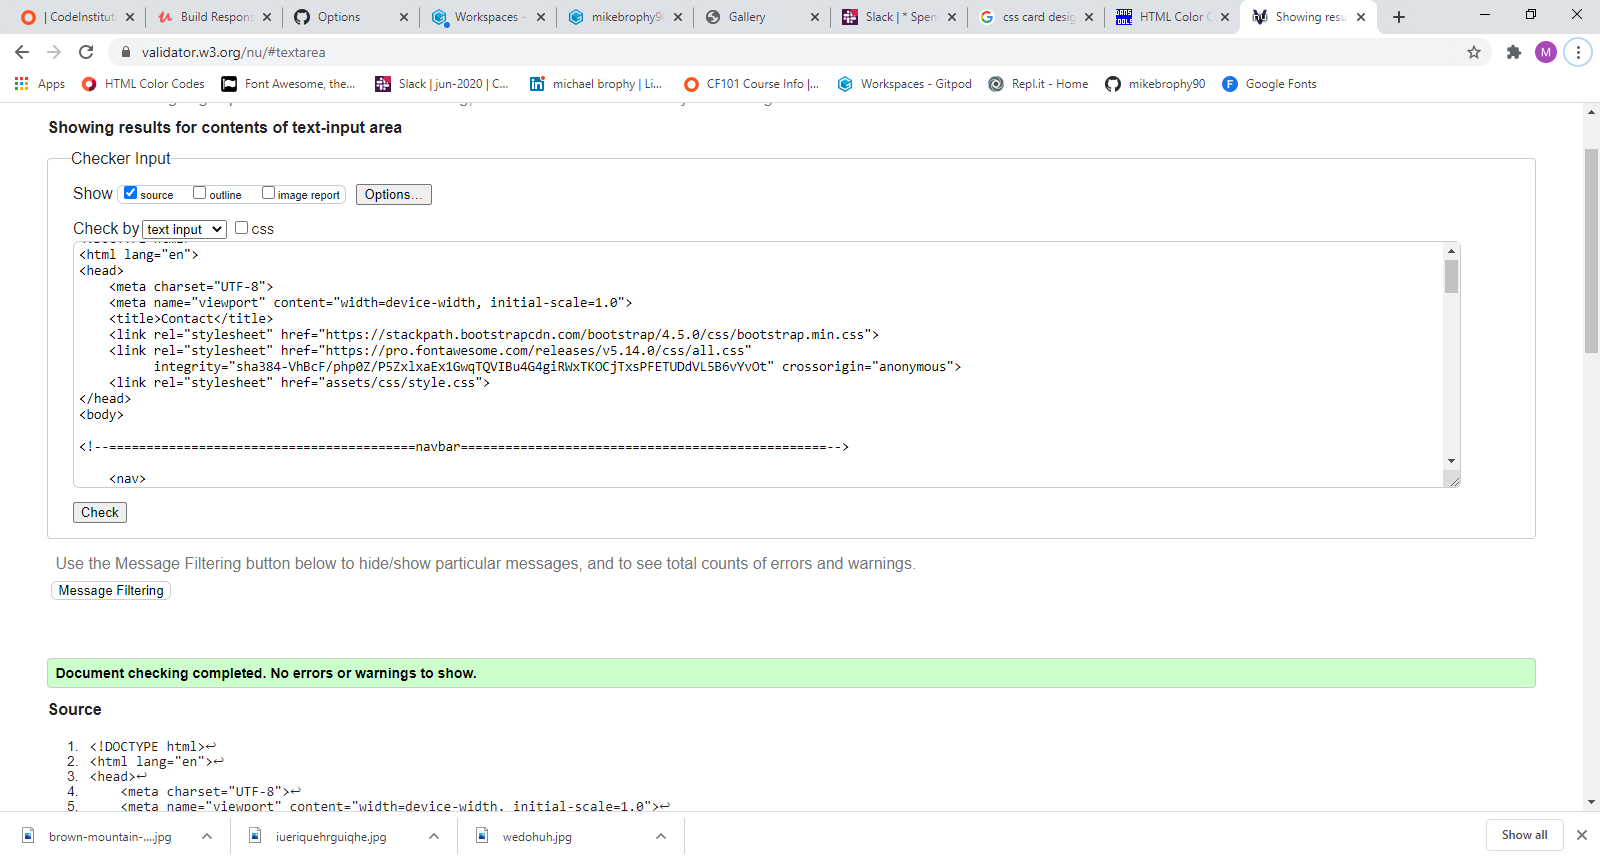 | CodeInstitut
Build Respons
Options
Workspaces -
mikebrophy9
Gallery
Slack | * Spen
css card desig
HTML Color C
Showing resu
validator.w3.org/nu/#textarea
M
Apps
HTML Color Codes
Font Awesome, the...
Slack | jun-2020 | C...
michael brophy | Li...
CF101 Course Info |...
Workspaces - Gitpod
Repl.it - Home
mikebrophy90
Google Fonts
Showing results for contents of text-input area
Checker Input
Show source outline image report Options...
Check by text input css
<html lang="en">
<head>
<meta charset="UTF-8">
<meta name="viewport" content="width=device-width, initial-scale=1.0">
<title>Contact</title>
<link rel="stylesheet" href="https://stackpath.bootstrapcdn.com/bootstrap/4.5.0/css/bootstrap.min.css">
<link rel="stylesheet" href="https://pro.fontawesome.com/releases/v5.14.0/css/all.css"
integrity="sha384-VhBcF/php0Z/P5ZxlxaEx1GwqTQVIBu4G4giRWxTKOCjTxsPFETUDdVL5B6vYvOt" crossorigin="anonymous">
<link rel="stylesheet" href="assets/css/style.css">
</head>
<body>
<!--=========================================navbar=================================================-->
<nav>
Check
Use the Message Filtering button below to hide/show particular messages, and to see total counts of errors and warnings.
Message Filtering
Document checking completed. No errors or warnings to show.
Source
1. <!DOCTYPE html>↩
2. <html lang="en">↩
3. <head>↩
4. <meta charset="UTF-8">↩
5. <meta name="viewport" content="width=device-width, initial-scale=1.0">↩
brown-mountain-....jpg
iueriquehrguiqhe.jpg
wedohuh.jpg
Show all